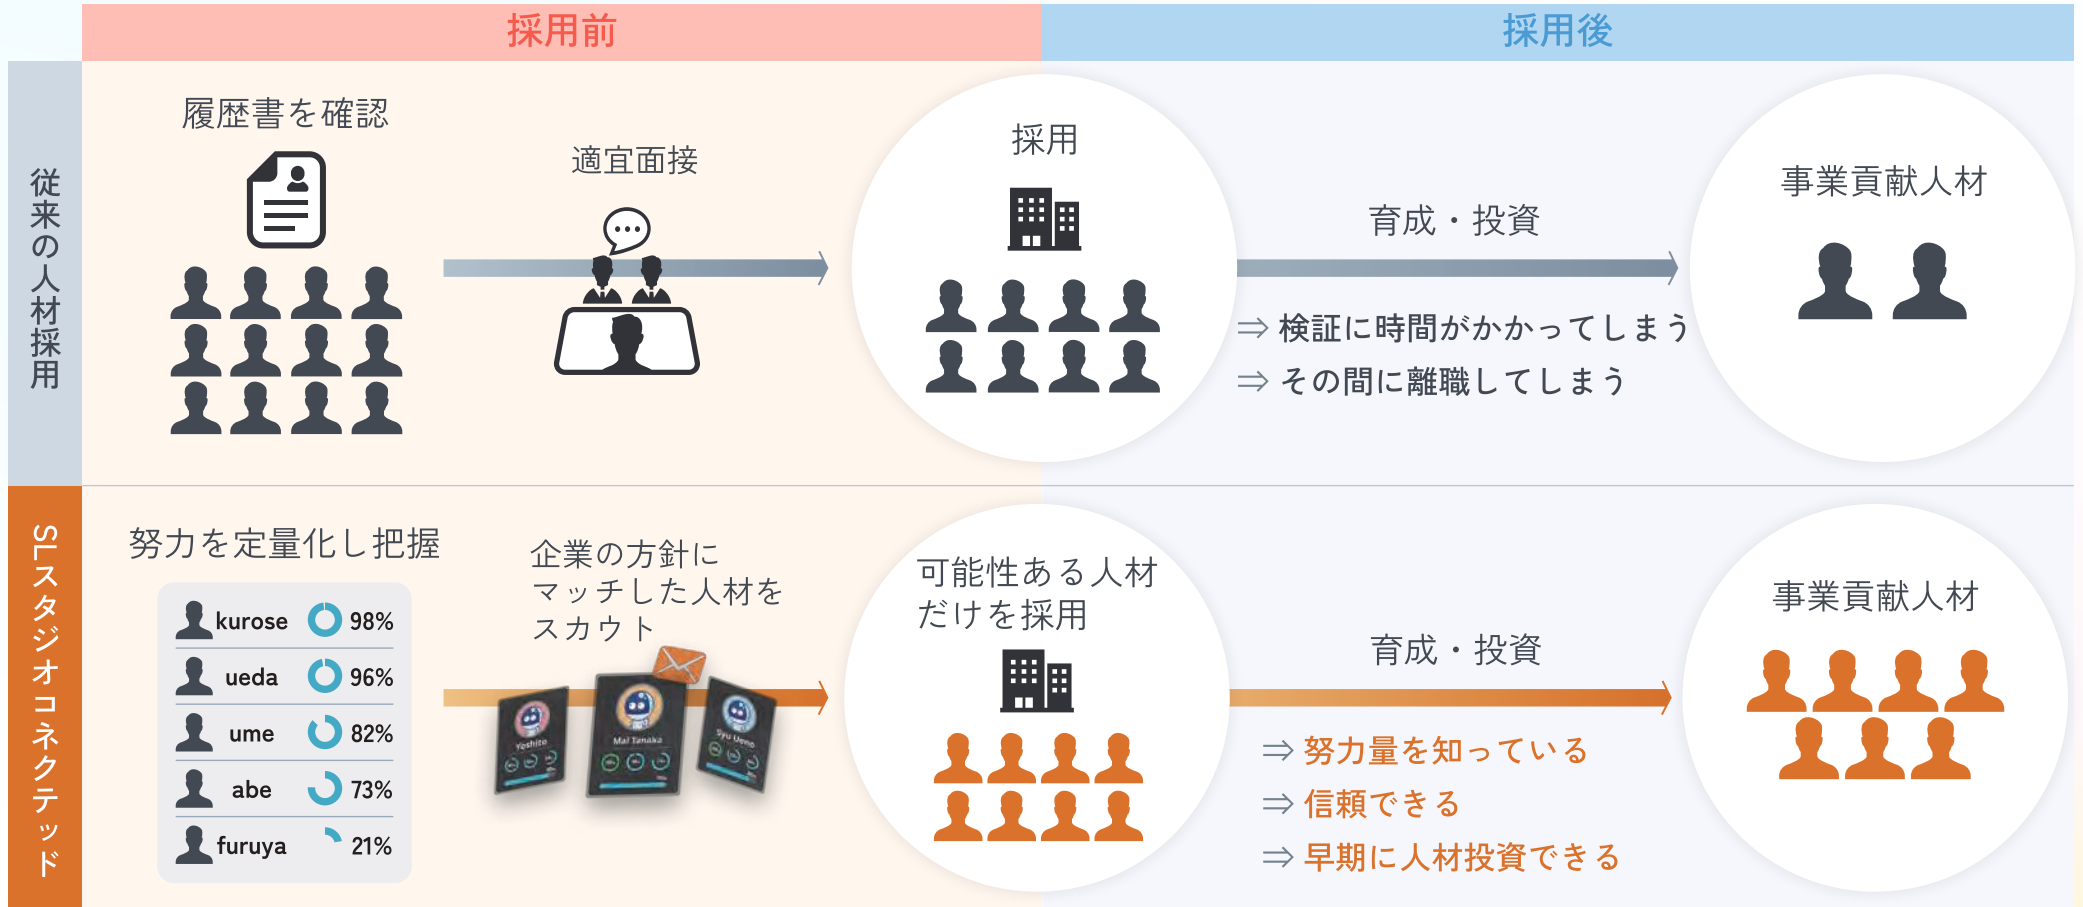 採用前
採用後
従来の人材採用
履歴書を確認
適宜面接
採用
育成・投資
⇒ 検証に時間がかかってしまう
⇒ その間に離職してしまう
事業貢献人材
SLスタジオコネクテッド
努力を定量化し把握
kurose 98%
ueda 96%
ume 82%
abe 73%
furuya 21%
企業の方針に
マッチした人材を
スカウト
Yoshito
Mai Tanaka
Syu Ueno
可能性ある人材
だけを採用
育成・投資
⇒ 努力量を知っている
⇒ 信頼できる
⇒ 早期に人材投資できる
事業貢献人材